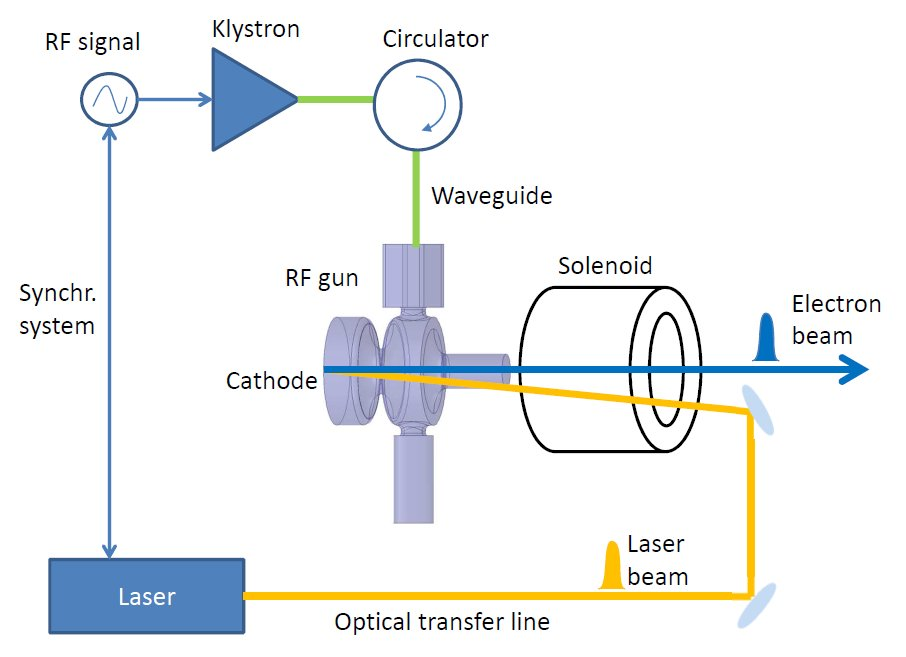 Klystron
RF signal
Circulator
Waveguide
RF gun
Solenoid
Synchr.
system
Electron
beam
Cathode
Laser
beam
Laser
Optical transfer line